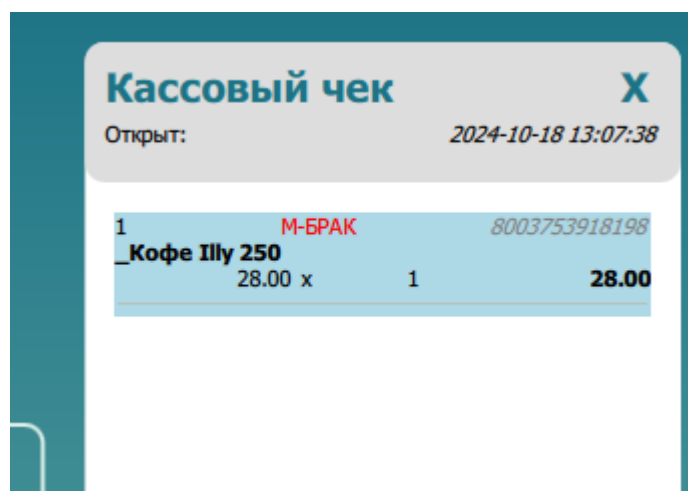 Кассовый чек X
Открыт: 2024-10-18 13:07:38
1 М-БРАК 8003753918198
_Кофе Illy 250
28.00 x 1 28.00